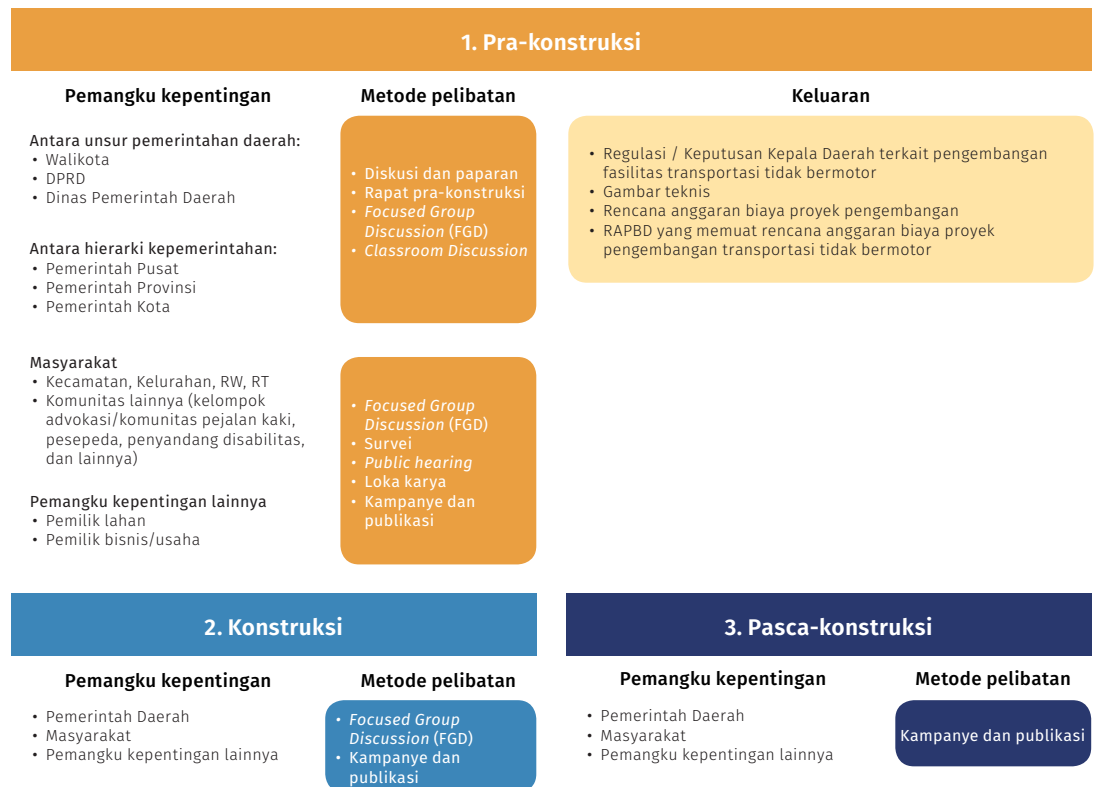 1. Pra-konstruksi
Pemangku kepentingan
Antara unsur pemerintahan daerah:
• Walikota
• DPRD
• Dinas Pemerintah Daerah
Antara hierarki kepemerintahan:
• Pemerintah Pusat
• Pemerintah Provinsi
• Pemerintah Kota
Metode pelibatan
• Diskusi dan paparan
• Rapat pra-konstruksi
• Focused Group
Discussion (FGD)
• Classroom Discussion
Keluaran
• Regulasi / Keputusan Kepala Daerah terkait pengembangan
fasilitas transportasi tidak bermotor
• Gambar teknis
• Rencana anggaran biaya proyek pengembangan
• RAPBD yang memuat rencana anggaran biaya proyek
pengembangan transportasi tidak bermotor
Masyarakat
• Kecamatan, Kelurahan, RW, RT
• Komunitas lainnya (kelompok
advokasi/komunitas pejalan kaki,
pesepeda, penyandang disabilitas,
dan lainnya)
Pemangku kepentingan lainnya
• Pemilik lahan
• Pemilik bisnis/usaha
• Focused Group
Discussion (FGD)
• Survei
• Public hearing
• Loka karya
• Kampanye dan
publikasi
2. Konstruksi
Pemangku kepentingan
• Pemerintah Daerah
• Masyarakat
• Pemangku kepentingan lainnya
Metode pelibatan
• Focused Group
Discussion (FGD)
• Kampanye dan
publikasi
3. Pasca-konstruksi
Pemangku kepentingan
• Pemerintah Daerah
• Masyarakat
• Pemangku kepentingan lainnya
Metode pelibatan
Kampanye dan publikasi